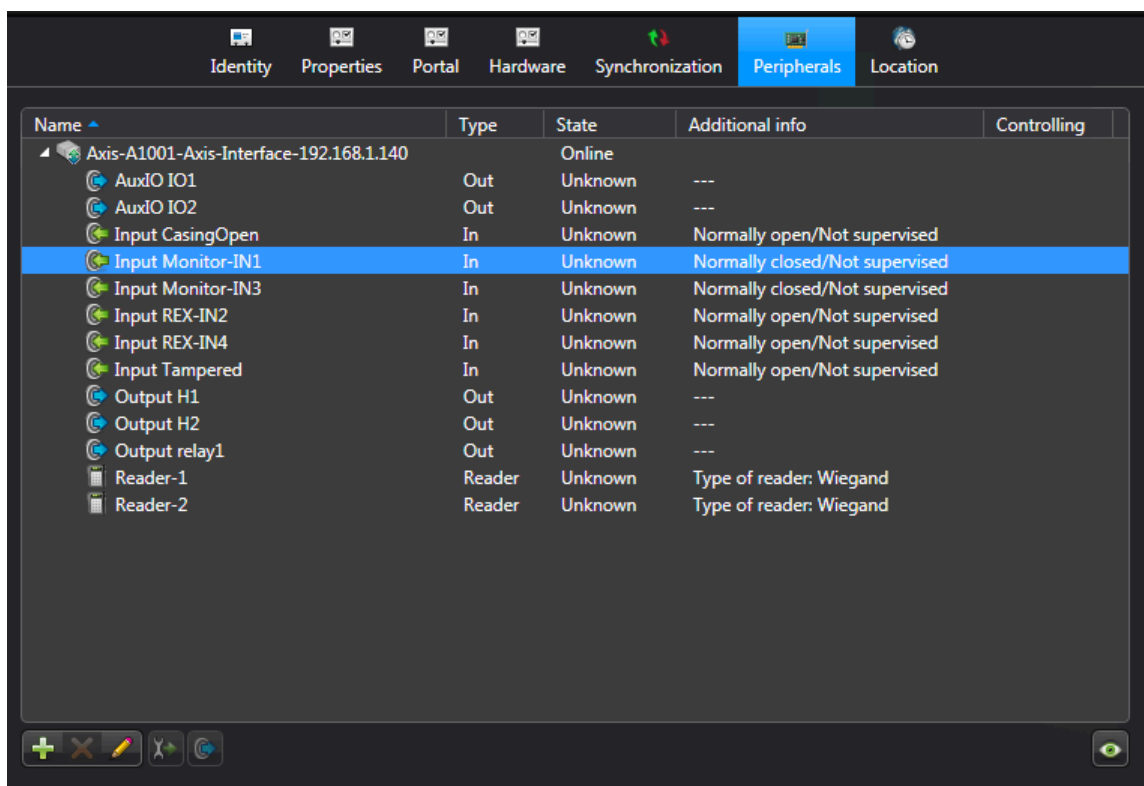 Identity Properties Portal Hardware Synchronization Peripherals Location
Name Type State Additional info Controlling
Axis-A1001-Axis-Interface-192.168.1.140 Online
AuxIO IO1 Out Unknown ---
AuxIO IO2 Out Unknown ---
Input CasingOpen In Unknown Normally open/Not supervised
Input Monitor-IN1 In Unknown Normally closed/Not supervised
Input Monitor-IN3 In Unknown Normally closed/Not supervised
Input REX-IN2 In Unknown Normally open/Not supervised
Input REX-IN4 In Unknown Normally open/Not supervised
Input Tampered In Unknown Normally open/Not supervised
Output H1 Out Unknown ---
Output H2 Out Unknown ---
Output relay1 Out Unknown ---
Reader-1 Reader Unknown Type of reader: Wiegand
Reader-2 Reader Unknown Type of reader: Wiegand